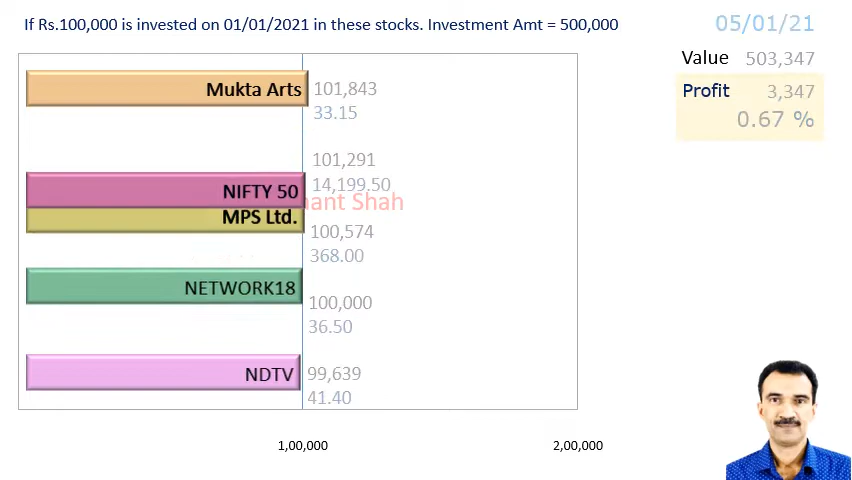 If Rs.100,000 is invested on 01/01/2021 in these stocks. Investment Amt = 500,000
05/01/21
Value 503,347
Profit 3,347
0.67 %
Mukta Arts 101,843
33.15
101,291
NIFTY 50 14,199.50
nant Shah
MPS Ltd. 100,574
368.00
NETWORK18 100,000
36.50
NDTV 99,639
41.40
1,00,000 2,00,000